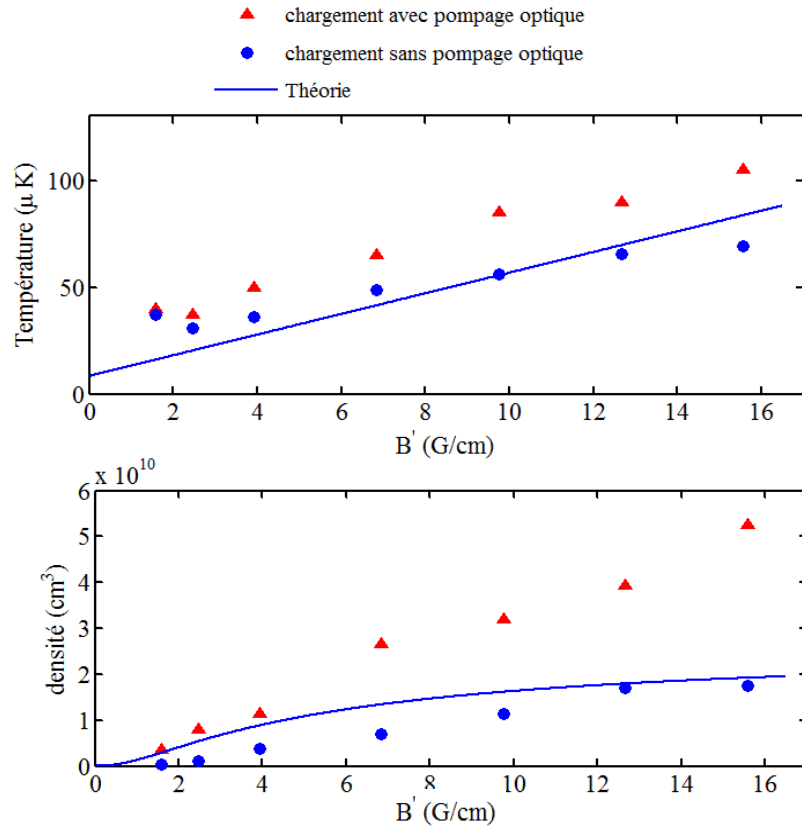 chargement avec pompage optique
chargement sans pompage optique
Théorie
Température (μ K)
100
50
0
0 2 4 6 8 10 12 14 16
B' (G/cm)
x 10^10
densité (cm^3)
6
5
4
3
2
1
0
0 2 4 6 8 10 12 14 16
B' (G/cm)